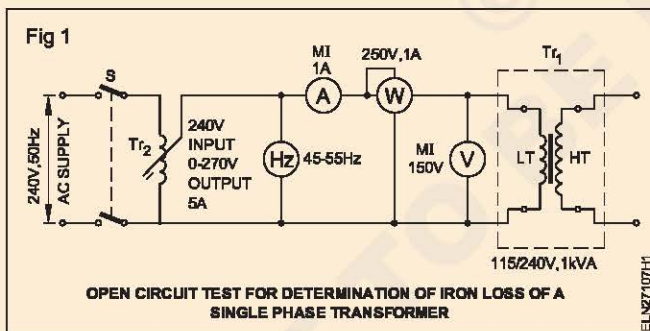 Fig 1
S
240V,50Hz
AC SUPPLY
Tr2
240V
INPUT
0-270V
OUTPUT
5A
Hz
45-55Hz
MI
1A
A
250V,1A
W
MI
150V
V
Tr1
LT
HT
115/240V,1kVA
OPEN CIRCUIT TEST FOR DETERMINATION OF IRON LOSS OF A
SINGLE PHASE TRANSFORMER
ELN27107H1